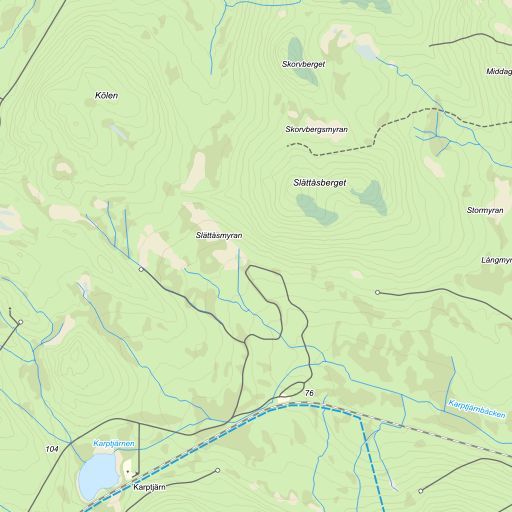 Skorvberget
Middag
Kölen
Skorvbergsmyran
Slättåsberget
Stormyran
Slättåsmyran
Långmyr
76
Karptjärnbäcken
Karptjärnen
104
Karptjärn